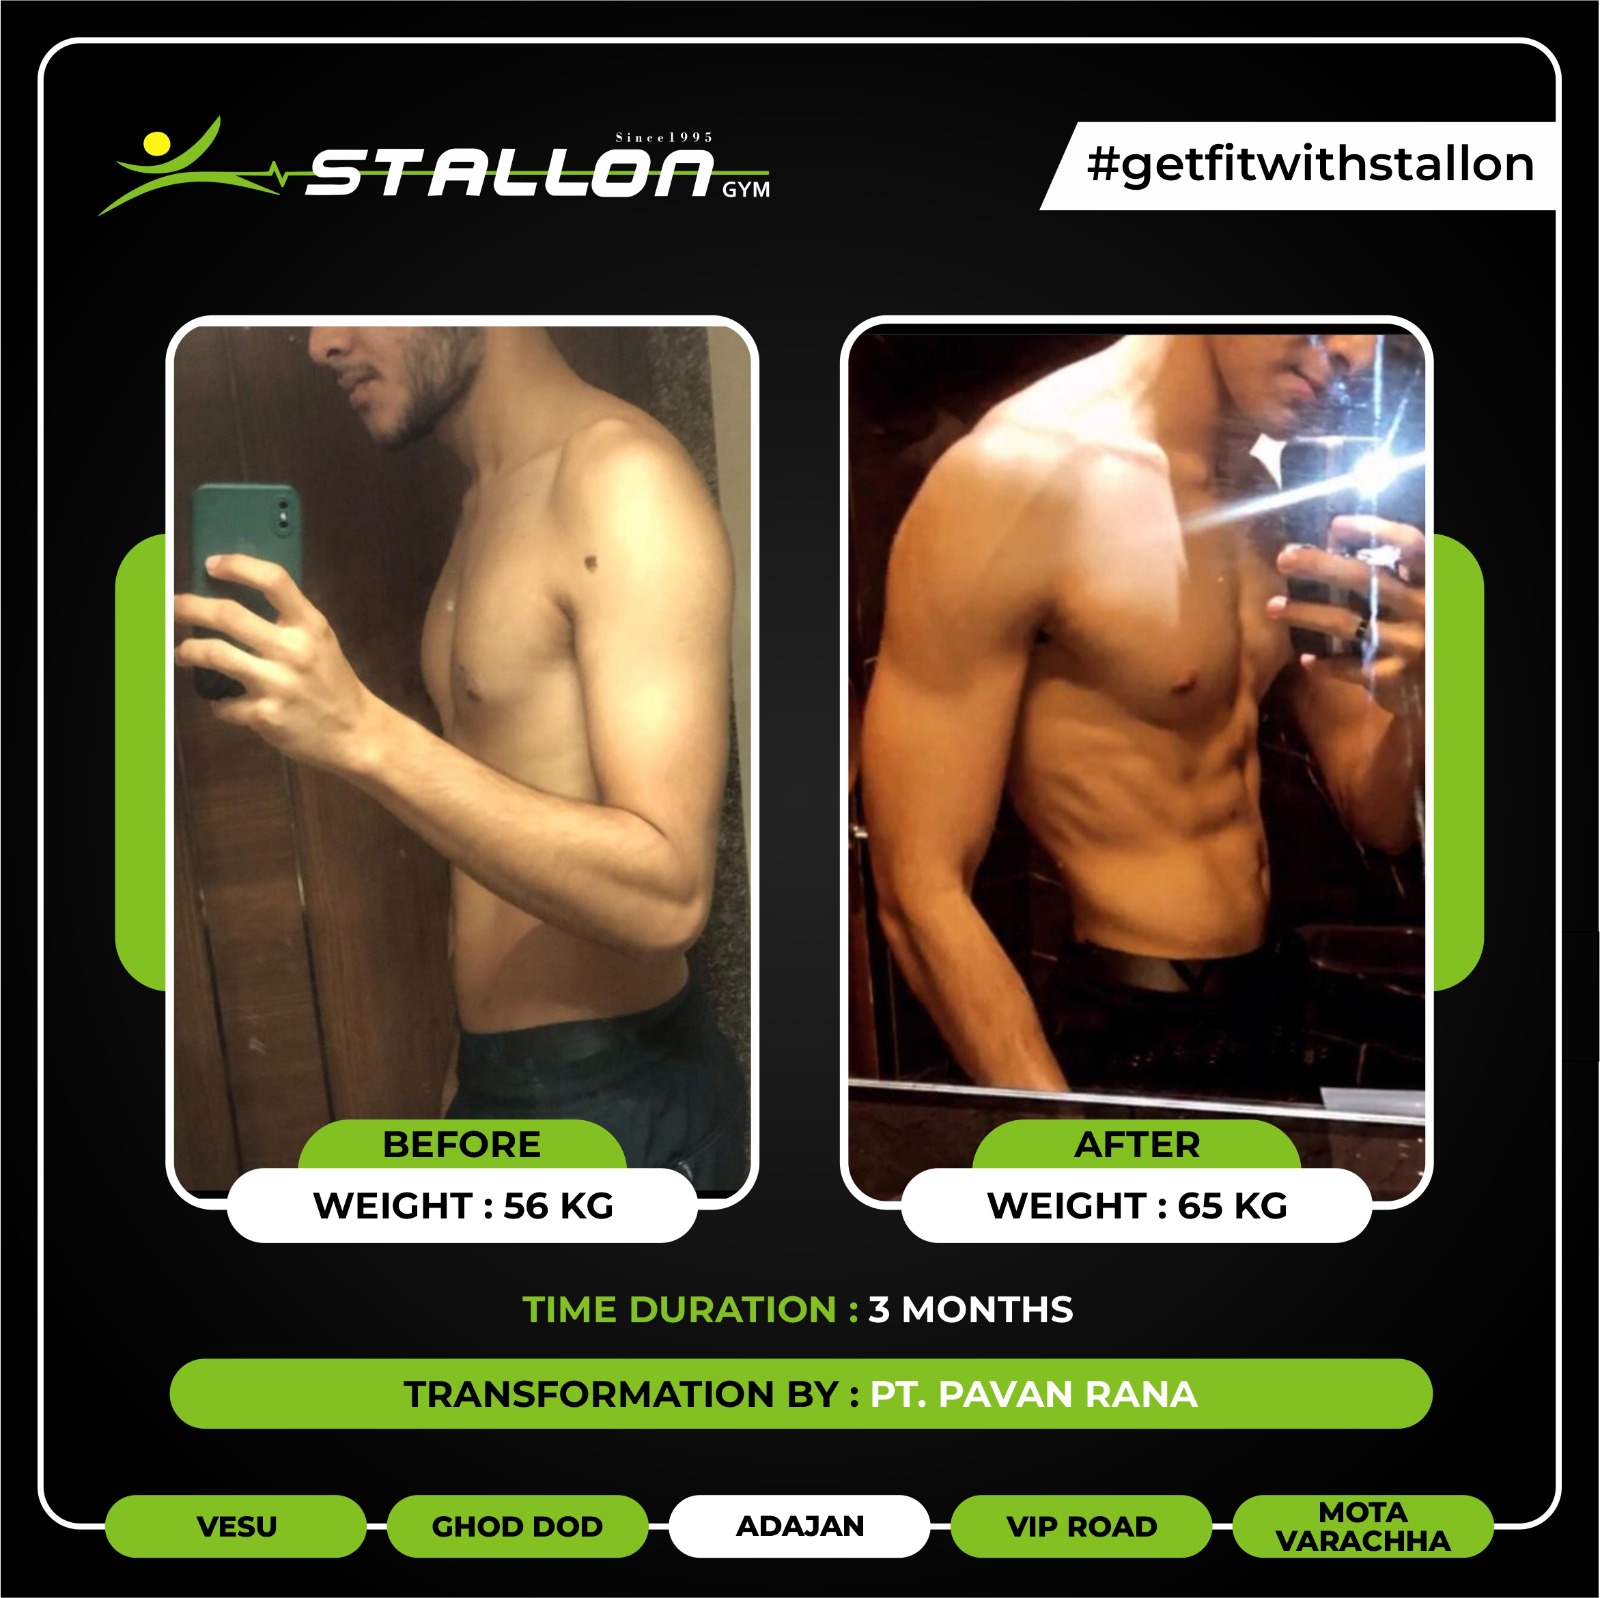 Since1995
STALLON
GYM
#getfitwithstallon
BEFORE
WEIGHT : 56 KG
AFTER
WEIGHT : 65 KG
TIME DURATION : 3 MONTHS
TRANSFORMATION BY : PT. PAVAN RANA
VESU
GHOD DOD
ADAJAN
VIP ROAD
MOTA
VARACHHA